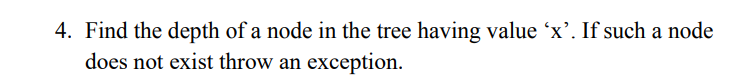 4. Find the depth of a node in the tree having value ‘x’. If such a node
does not exist throw an exception.